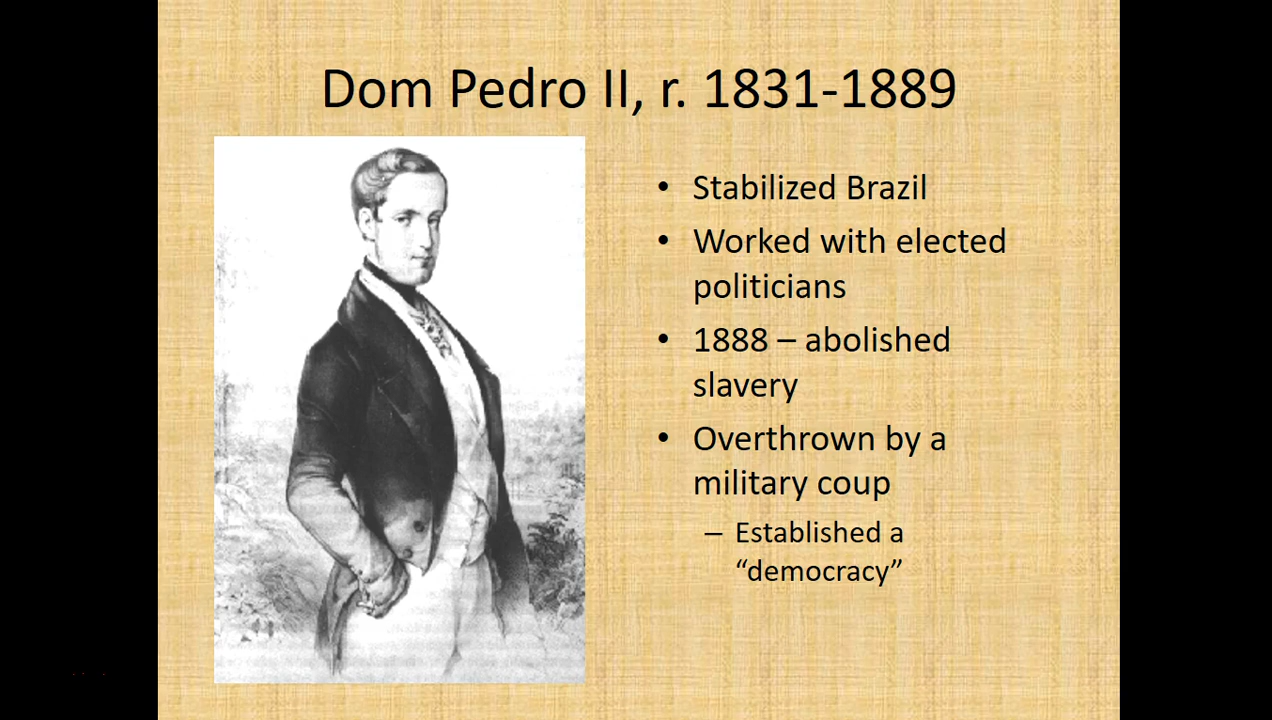 Dom Pedro II, r. 1831-1889
• Stabilized Brazil
• Worked with elected
politicians
• 1888 – abolished
slavery
• Overthrown by a
military coup
– Established a
“democracy”